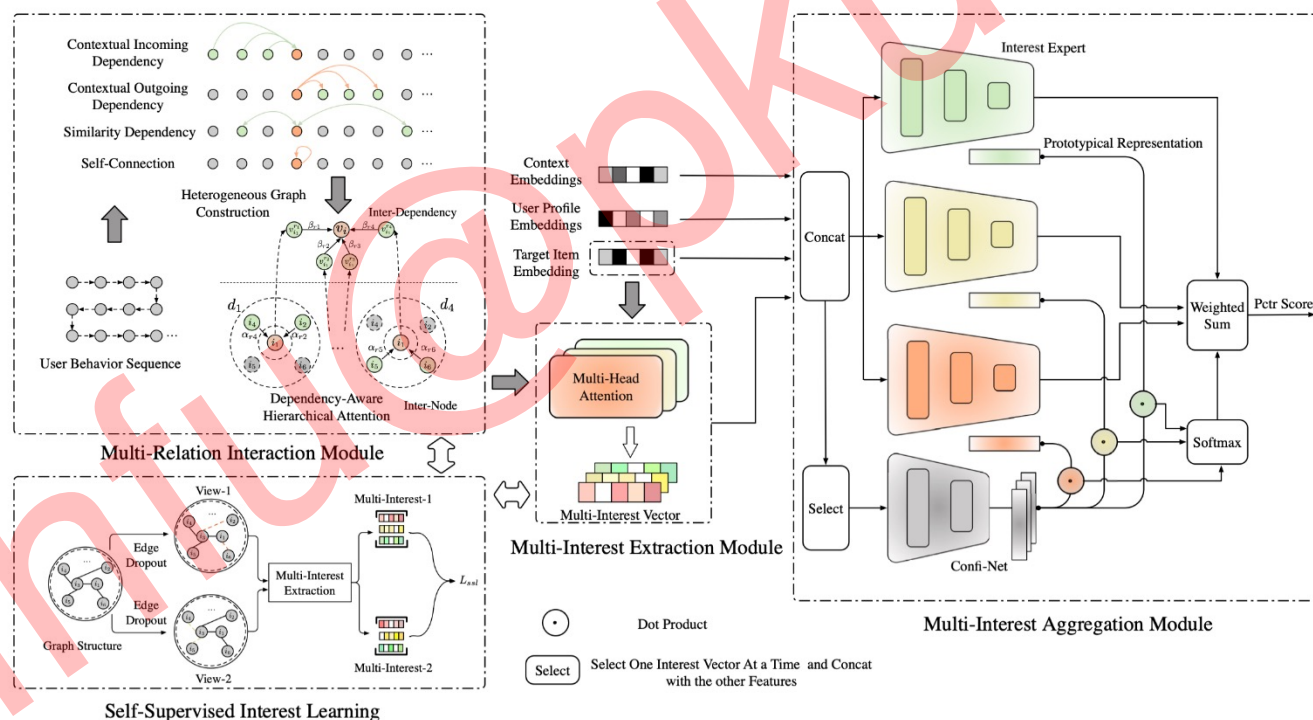 Contextual Incoming
Dependency
Contextual Outgoing
Dependency
Similarity Dependency
Self-Connection
Heterogeneous Graph
Construction
Inter-Dependency
User Behavior Sequence
d1
d4
Dependency-Aware
Hierarchical Attention
Inter-Node
Multi-Relation Interaction Module
View-1
Edge
Dropout
Edge
Dropout
Graph Structure
View-2
Multi-Interest
Extraction
Multi-Interest-1
Multi-Interest-2
L_ssl
Self-Supervised Interest Learning
Context
Embeddings
User Profile
Embeddings
Target Item
Embedding
Multi-Head
Attention
Multi-Interest Vector
Multi-Interest Extraction Module
Dot Product
Select
Select One Interest Vector At a Time and Concat
with the other Features
Concat
Select
Interest Expert
Prototypical Representation
Weighted
Sum
Pctr Score
Softmax
Confi-Net
Multi-Interest Aggregation Module
nfu@pku